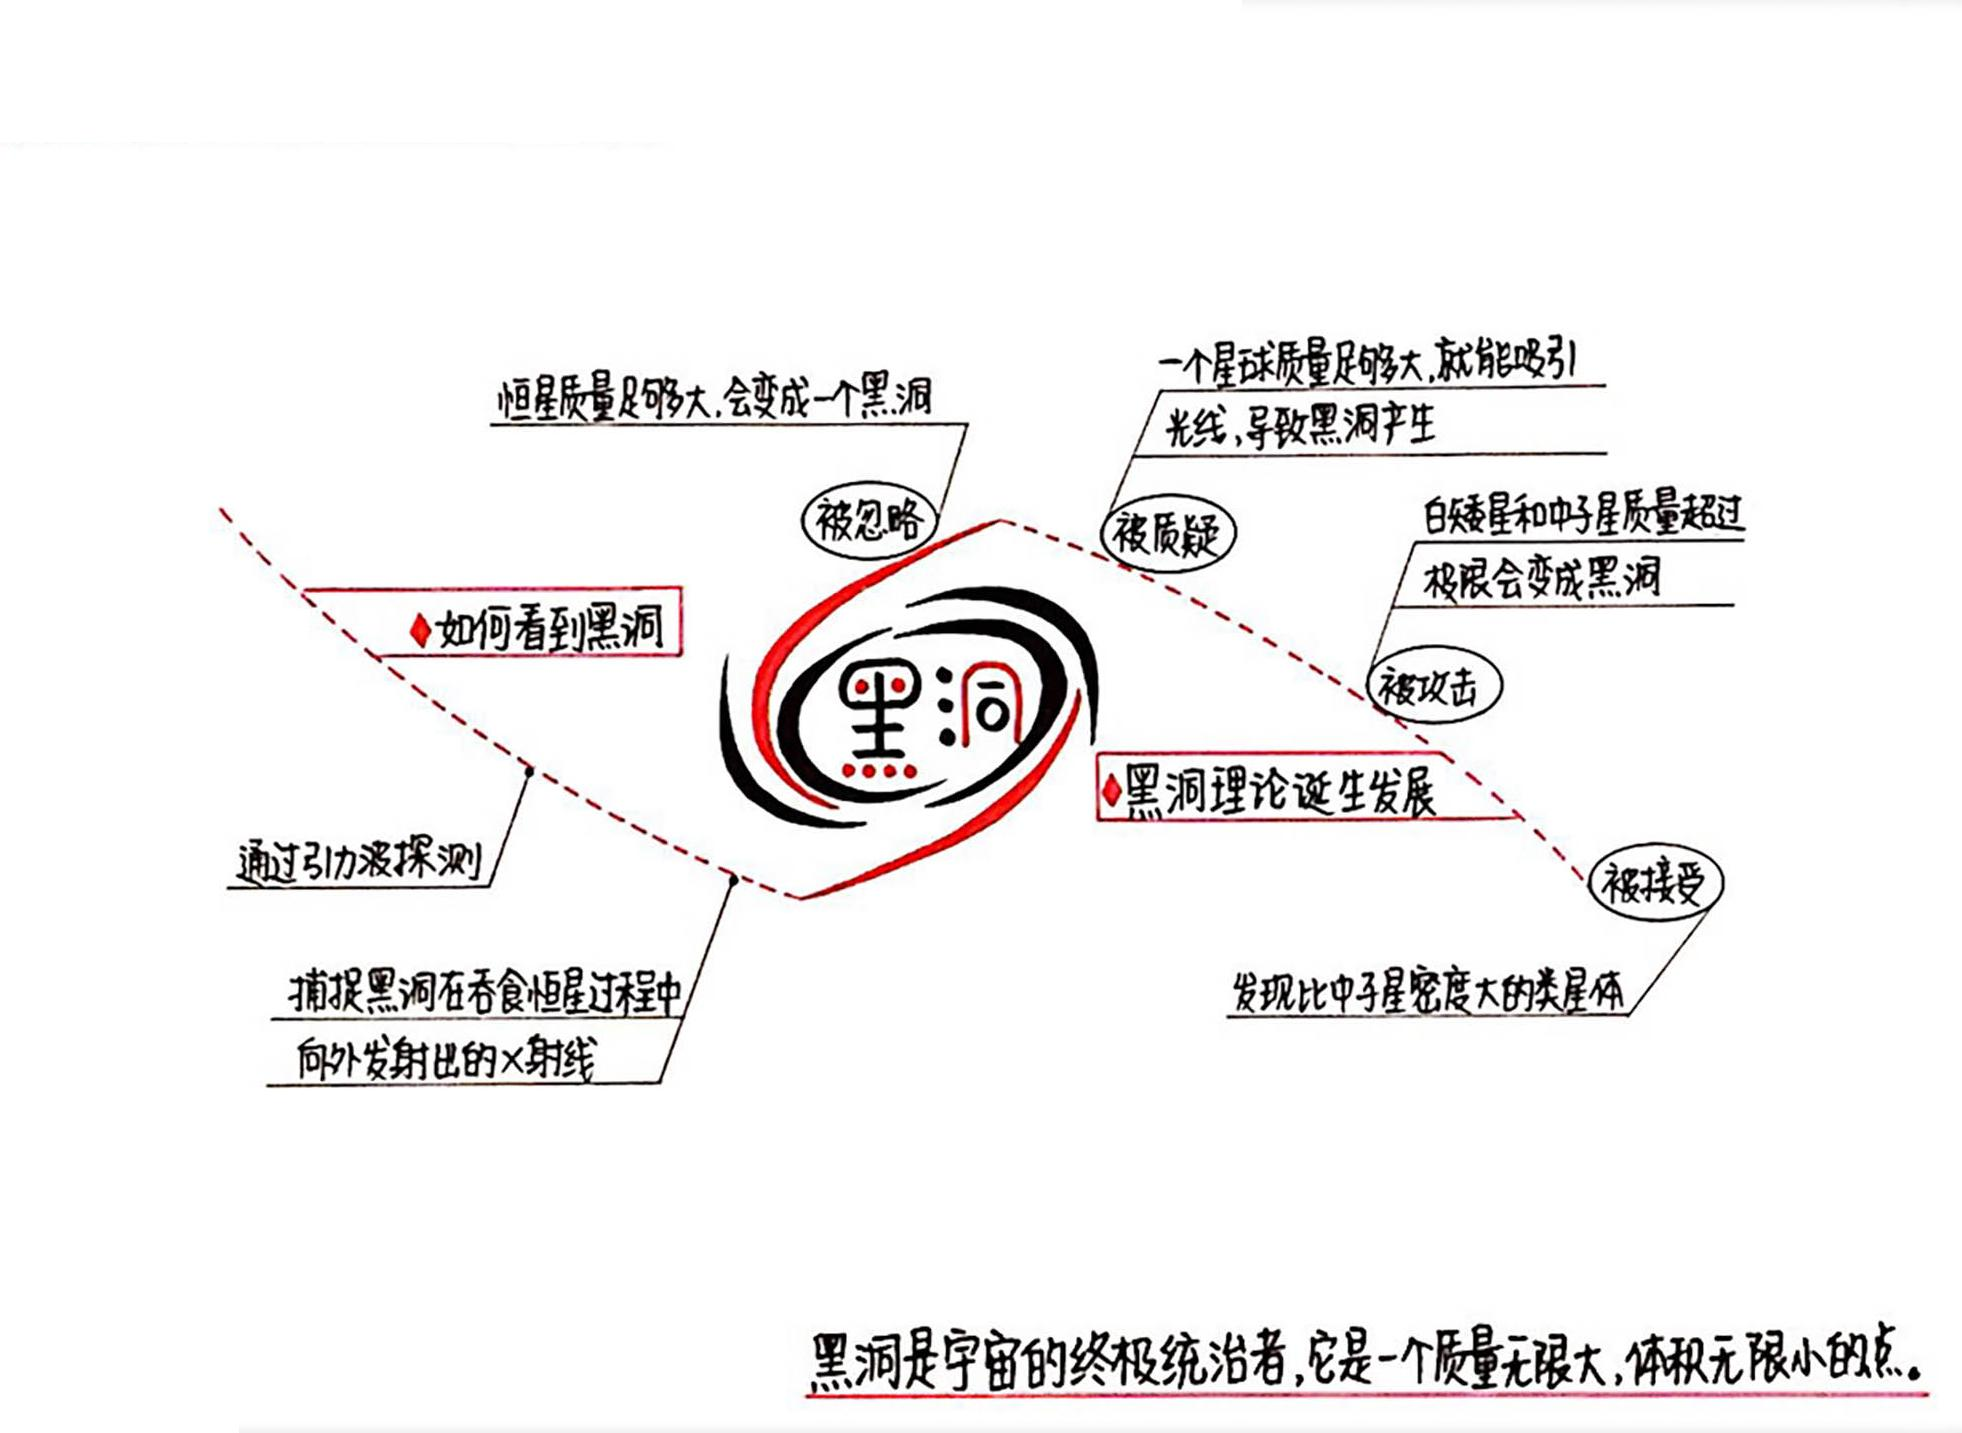 一个星球质量足够大,就能吸引
光线,导致黑洞产生
恒星质量足够大,会变成一个黑洞
被忽略
被质疑
白矮星和中子星质量超过
极限会变成黑洞
被攻击
如何看到黑洞
黑洞
黑洞理论诞生发展
通过引力波探测
被接受
捕捉黑洞在吞食恒星过程中
向外发射出的X射线
发现比中子星密度大的类星体
黑洞是宇宙的终极统治者,它是一个质量无限大,体积无限小的点。